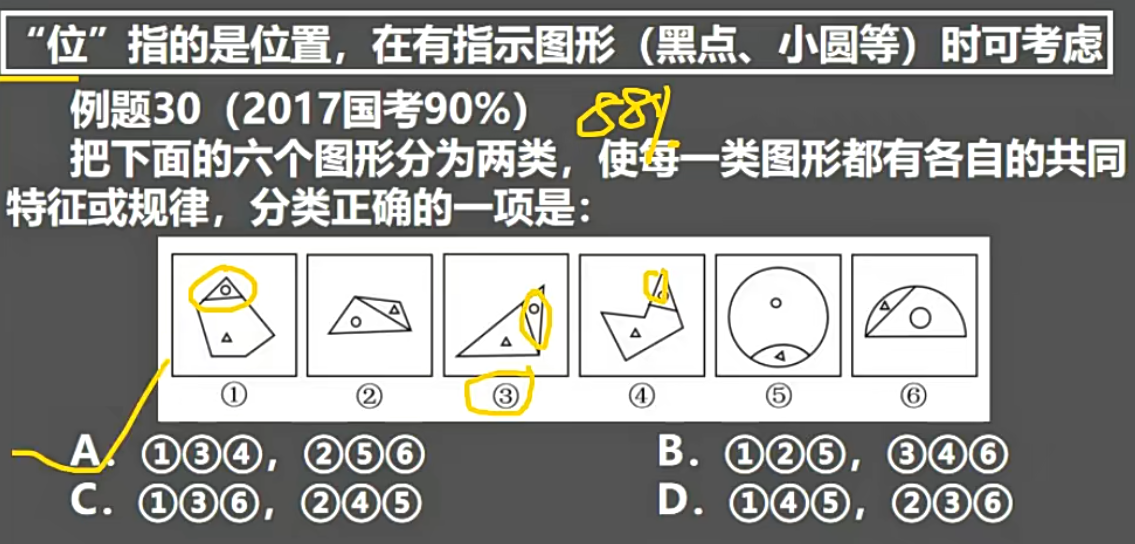 “位”指的是位置，在有指示图形（黑点、小圆等）时可考虑
例题30（2017国考90%）
88%
把下面的六个图形分为两类，使每一类图形都有各自的共同
特征或规律，分类正确的一项是：
① ② ③ ④ ⑤ ⑥
A．①③④，②⑤⑥ B．①②⑤，③④⑥
C．①③⑥，②④⑤ D．①④⑤，②③⑥